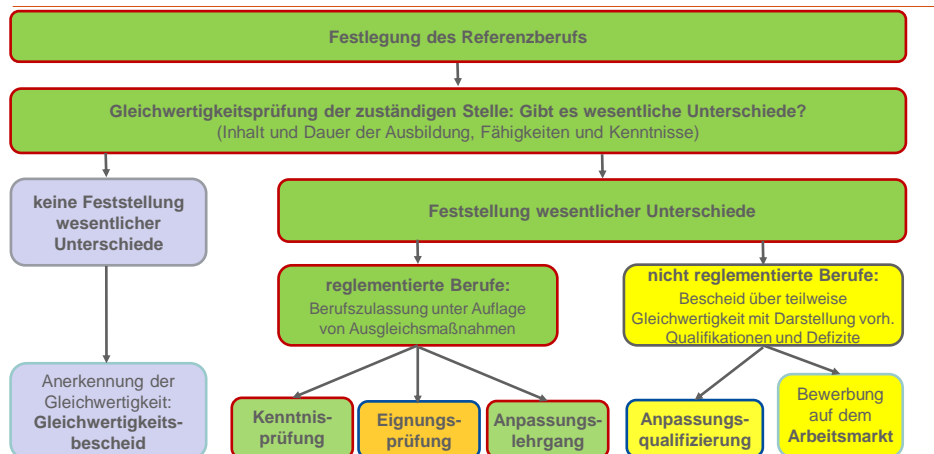 Festlegung des Referenzberufs
Gleichwertigkeitsprüfung der zuständigen Stelle: Gibt es wesentliche Unterschiede?
(Inhalt und Dauer der Ausbildung, Fähigkeiten und Kenntnisse)
keine Feststellung
wesentlicher
Unterschiede
Feststellung wesentlicher Unterschiede
reglementierte Berufe:
Berufszulassung unter Auflage
von Ausgleichsmaßnahmen
nicht reglementierte Berufe:
Bescheid über teilweise
Gleichwertigkeit mit Darstellung vorh.
Qualifikationen und Defizite
Anerkennung der
Gleichwertigkeit:
Gleichwertigkeits-
bescheid
Kenntnis-
prüfung
Eignungs-
prüfung
Anpassungs-
lehrgang
Anpassungs-
qualifizierung
Bewerbung
auf dem
Arbeitsmarkt